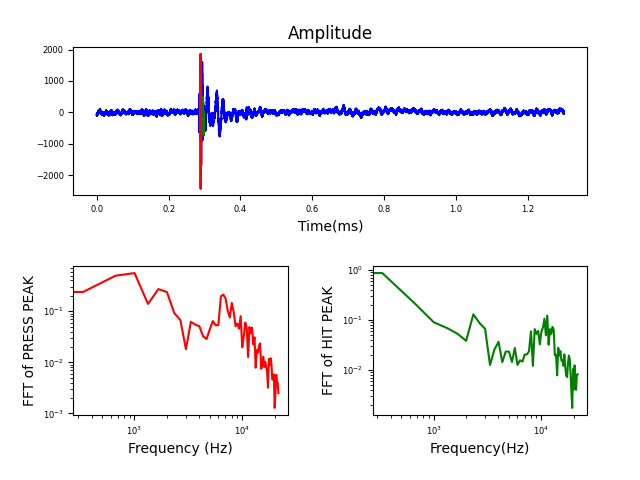 Amplitude
2000
1000
0
−1000
−2000
0.0 0.2 0.4 0.6 0.8 1.0 1.2
Time(ms)
FFT of PRESS PEAK
10⁻¹
10⁻²
10⁻³
10³ 10⁴
Frequency (Hz)
FFT of HIT PEAK
10⁰
10⁻¹
10⁻²
10³ 10⁴
Frequency(Hz)